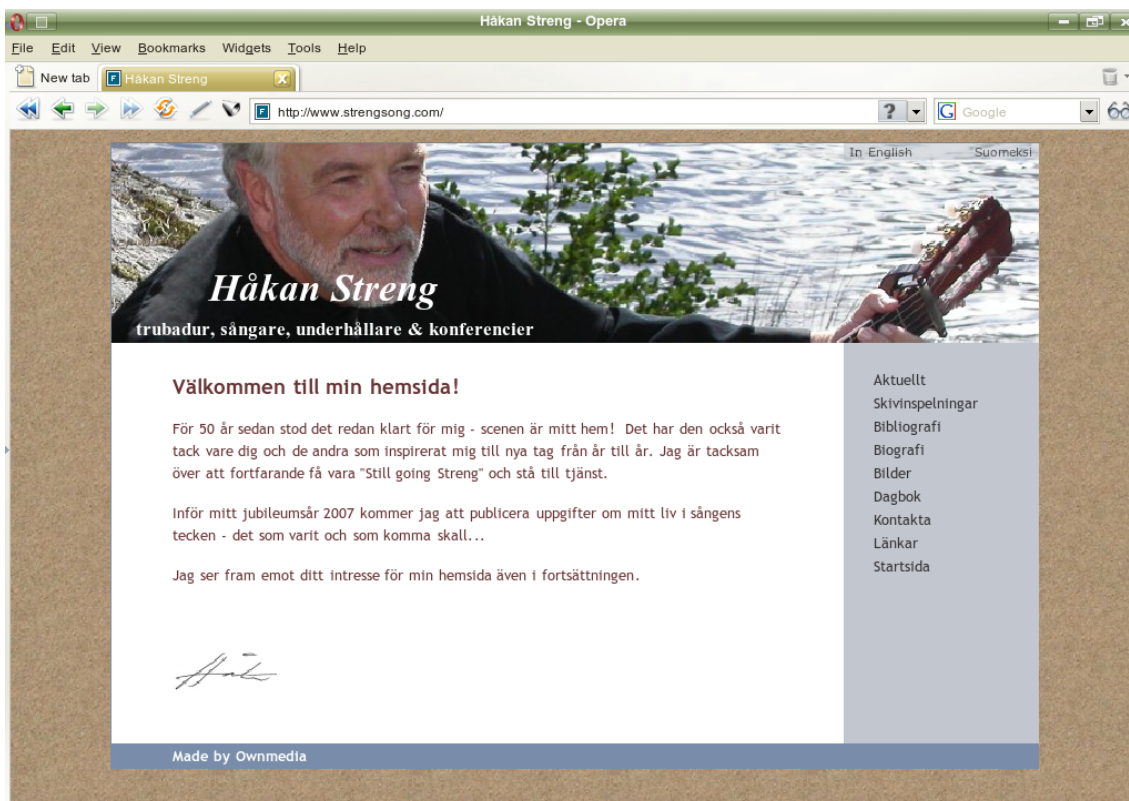 Håkan Streng - Opera
File Edit View Bookmarks Widgets Tools Help
New tab Håkan Streng
http://www.strengsong.com/ ? Google
In English Suomeksi
Håkan Streng
trubadur, sångare, underhållare & konferencier
Välkommen till min hemsida!
För 50 år sedan stod det redan klart för mig - scenen är mitt hem! Det har den också varit
tack vare dig och de andra som inspirerat mig till nya tag från år till år. Jag är tacksam
över att fortfarande få vara "Still going Streng" och stå till tjänst.
Inför mitt jubileumsår 2007 kommer jag att publicera uppgifter om mitt liv i sångens
tecken - det som varit och som komma skall...
Jag ser fram emot ditt intresse för min hemsida även i fortsättningen.
Aktuellt
Skivinspelningar
Bibliografi
Biografi
Bilder
Dagbok
Kontakta
Länkar
Startsida
Made by Ownmedia